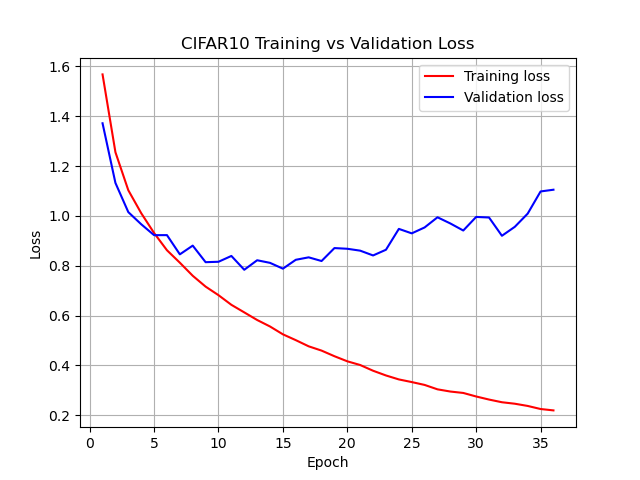 CIFAR10 Training vs Validation Loss
1.6
1.4
1.2
1.0
0.8
0.6
0.4
0.2
Loss
Training loss
Validation loss
0 5 10 15 20 25 30 35
Epoch